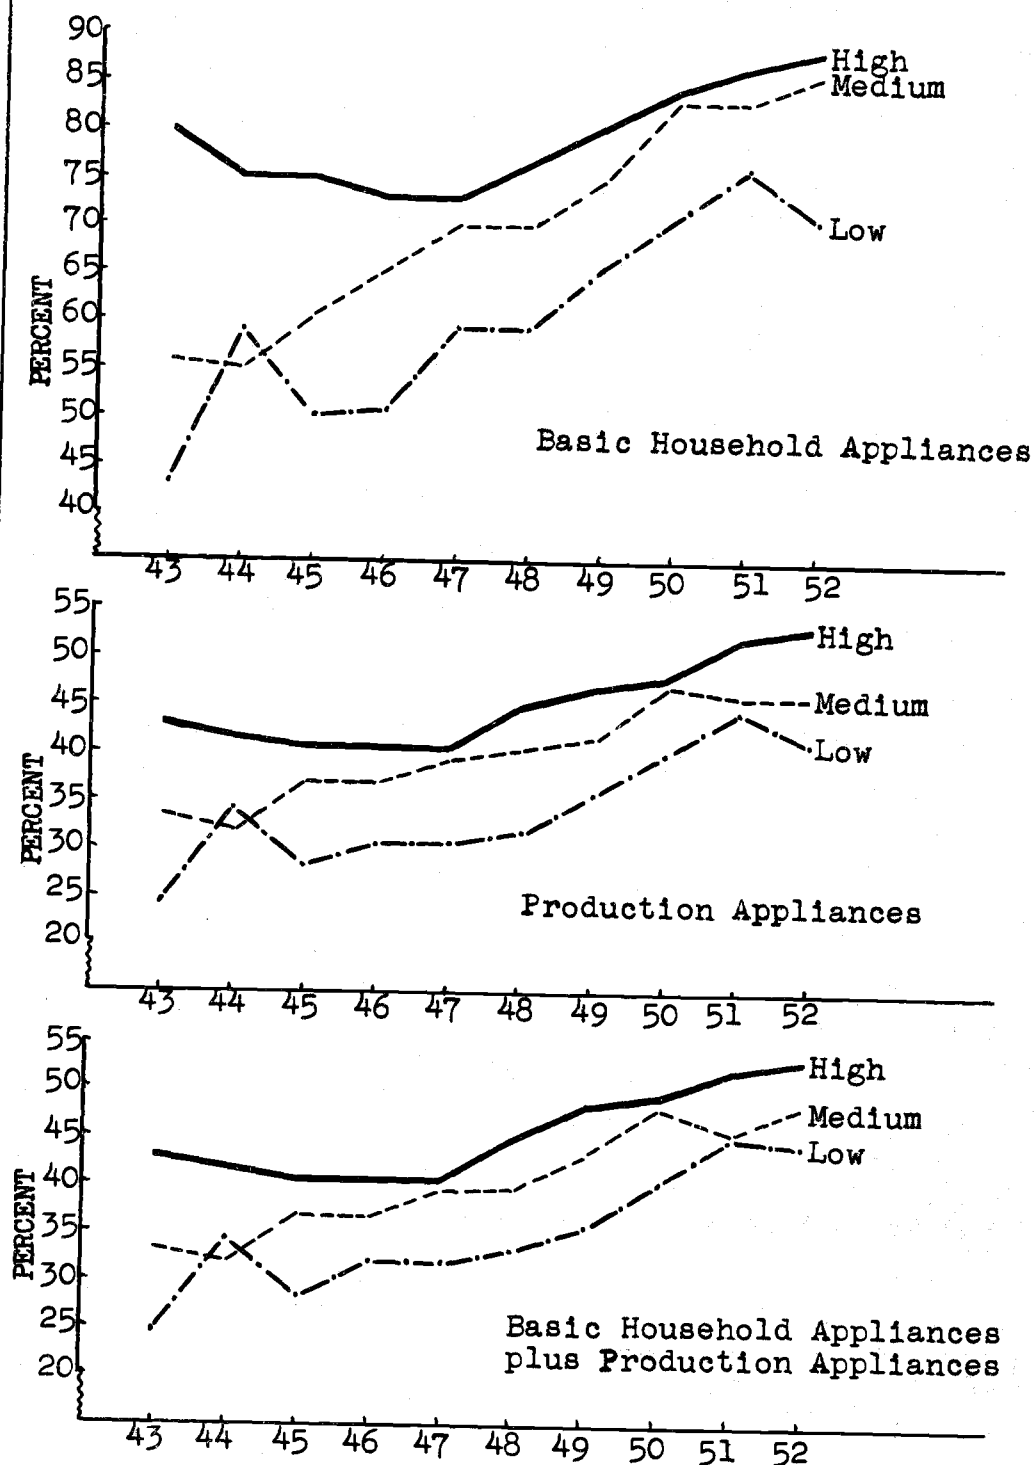 90
85
80
75
70
65
60
55
50
45
40
PERCENT
High
Medium
Low
Basic Household Appliances
43 44 45 46 47 48 49 50 51 52
55
50
45
40
35
30
25
20
PERCENT
High
Medium
Low
Production Appliances
43 44 45 46 47 48 49 50 51 52
55
50
45
40
35
30
25
20
PERCENT
High
Medium
Low
Basic Household Appliances
plus Production Appliances
43 44 45 46 47 48 49 50 51 52